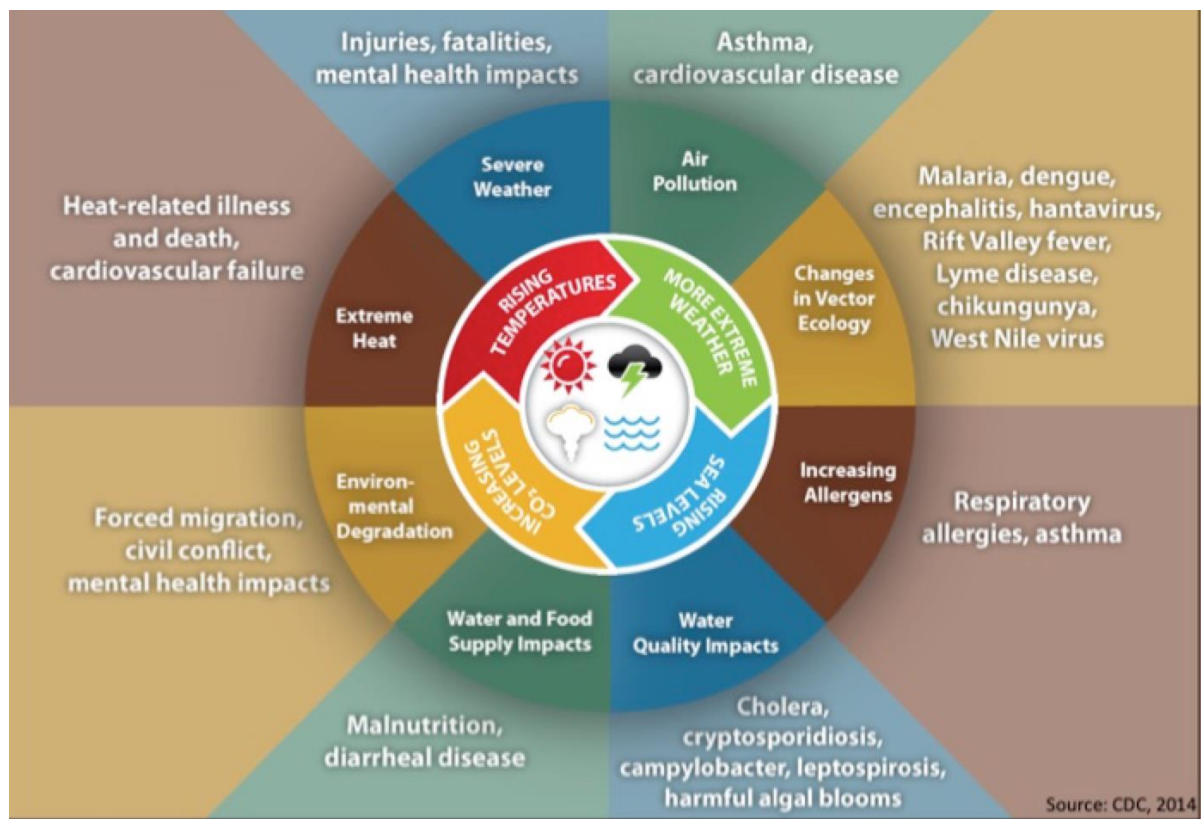 Injuries, fatalities,
mental health impacts
Asthma,
cardiovascular disease
Severe
Weather
Air
Pollution
Heat-related illness
and death,
cardiovascular failure
Malaria, dengue,
encephalitis, hantavirus,
Rift Valley fever,
Lyme disease,
chikungunya,
West Nile virus
Extreme
Heat
Changes
in Vector
Ecology
RISING
TEMPERATURES
MORE EXTREME
WEATHER
INCREASING
CO₂ LEVELS
RISING
SEA LEVELS
Environ-
mental
Degradation
Increasing
Allergens
Forced migration,
civil conflict,
mental health impacts
Respiratory
allergies, asthma
Water and Food
Supply Impacts
Water
Quality Impacts
Malnutrition,
diarrheal disease
Cholera,
cryptosporidiosis,
campylobacter, leptospirosis,
harmful algal blooms
Source: CDC, 2014